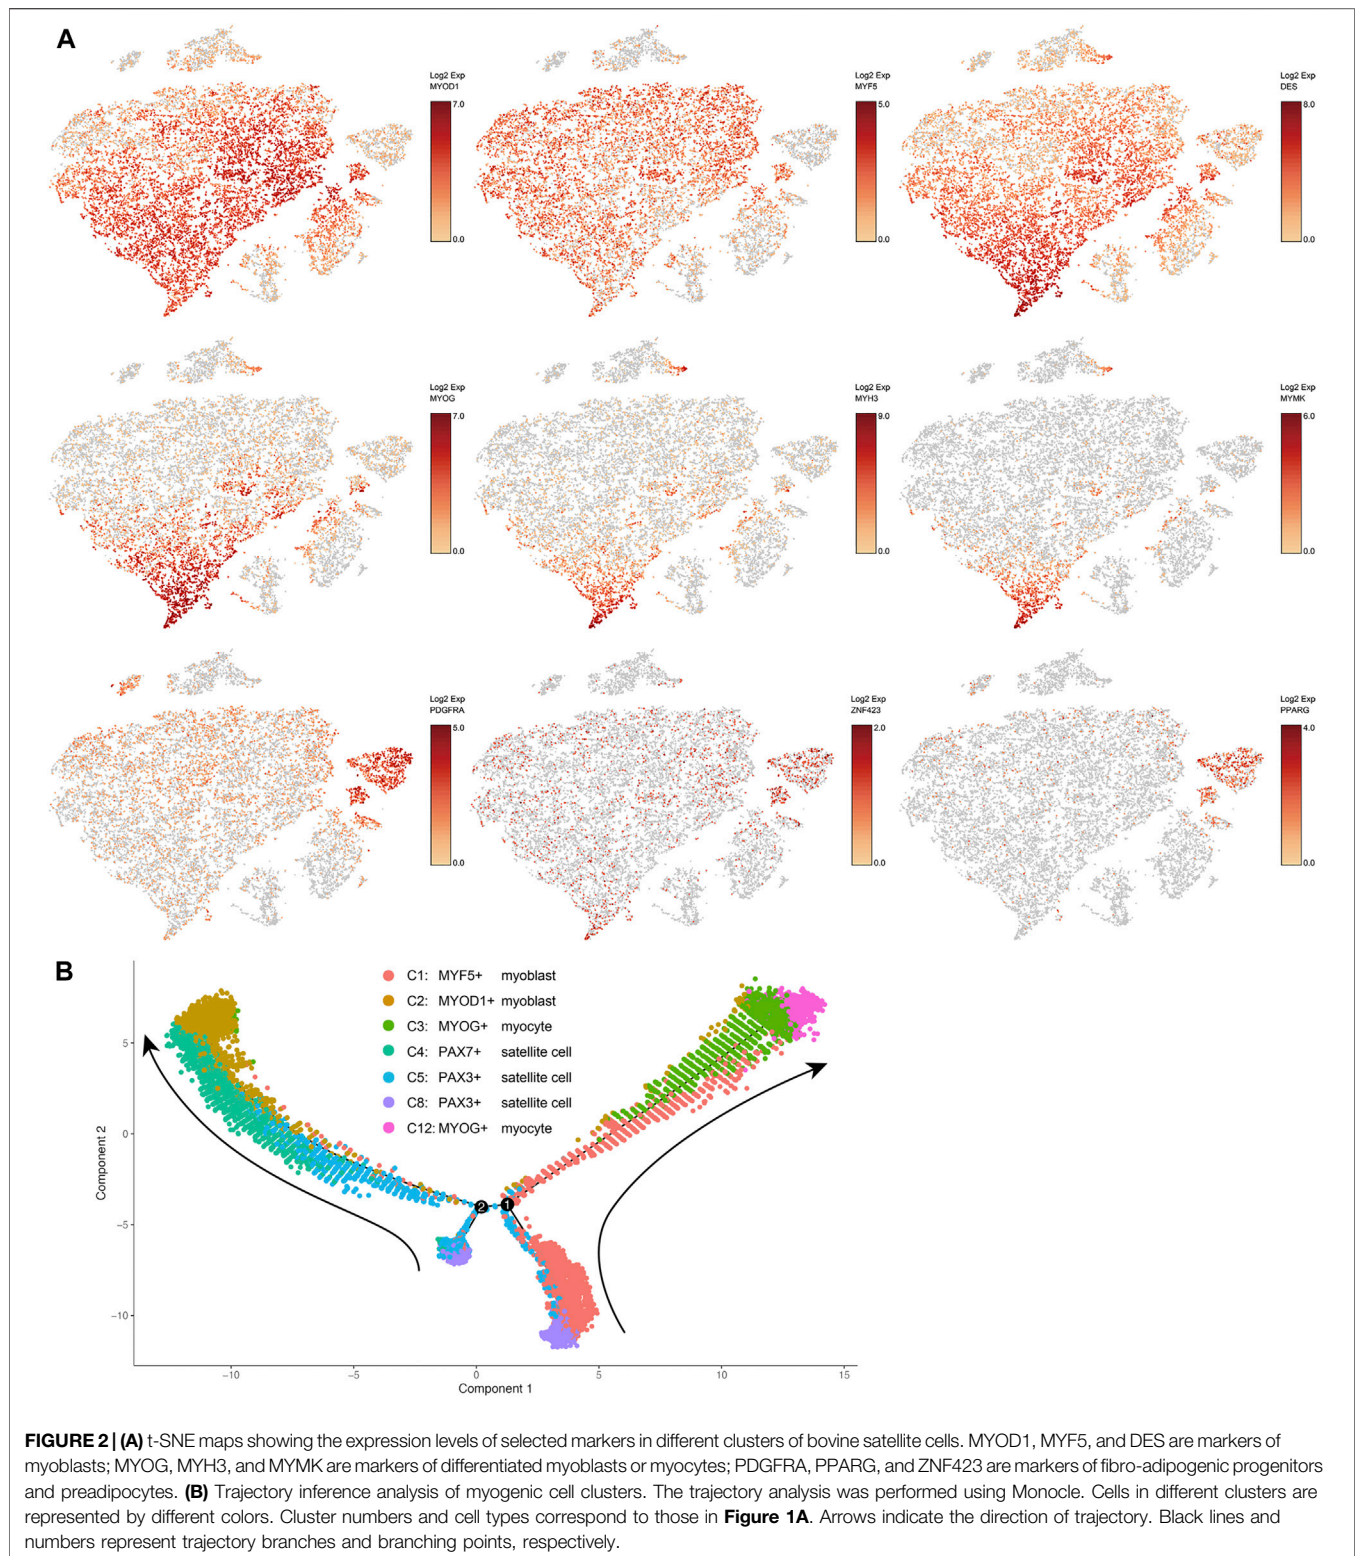 A
Log2 Exp
MYOD1
7.0
0.0
Log2 Exp
MYF5
5.0
0.0
Log2 Exp
DES
8.0
0.0
Log2 Exp
MYOG
7.0
0.0
Log2 Exp
MYH3
9.0
0.0
Log2 Exp
MYMK
6.0
0.0
Log2 Exp
PDGFRA
5.0
0.0
Log2 Exp
ZNF423
2.0
0.0
Log2 Exp
PPARG
4.0
0.0
B
C1: MYF5+ myoblast
C2: MYOD1+ myoblast
C3: MYOG+ myocyte
C4: PAX7+ satellite cell
C5: PAX3+ satellite cell
C8: PAX3+ satellite cell
C12: MYOG+ myocyte
Component 2
5
0
−5
−10
2
1
−10
−5
0
5
10
15
Component 1
FIGURE 2 | (A) t-SNE maps showing the expression levels of selected markers in different clusters of bovine satellite cells. MYOD1, MYF5, and DES are markers of
myoblasts; MYOG, MYH3, and MYMK are markers of differentiated myoblasts or myocytes; PDGFRA, PPARG, and ZNF423 are markers of fibro-adipogenic progenitors
and preadipocytes. (B) Trajectory inference analysis of myogenic cell clusters. The trajectory analysis was performed using Monocle. Cells in different clusters are
represented by different colors. Cluster numbers and cell types correspond to those in Figure 1A. Arrows indicate the direction of trajectory. Black lines and
numbers represent trajectory branches and branching points, respectively.